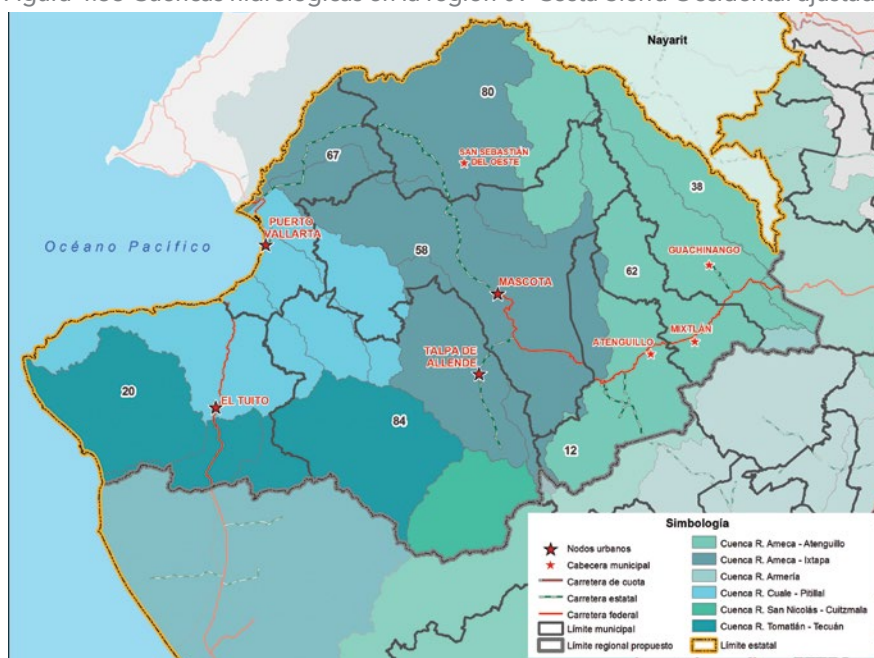 Figura 4.38 Cuencas hidrológicas en la región 09 Costa Sierra Occidental ajustada
Nayarit
80
SAN SEBASTIÁN
DEL OESTE
67
38
PUERTO
VALLARTA
Océano Pacífico
58
GUACHINANGO
62
MASCOTA
MIXTLÁN
ATENGUILLO
TALPA DE
ALLENDE
20
EL TUITO
84
12
Simbología
Nodos urbanos
Cabecera municipal
Carretera de cuota
Carretera estatal
Carretera federal
Límite municipal
Límite regional propuesto
Cuenca R. Ameca - Atenguillo
Cuenca R. Ameca - Ixtapa
Cuenca R. Armería
Cuenca R. Cuale - Pitillal
Cuenca R. San Nicolás - Cuitzmala
Cuenca R. Tomatlán - Tecuán
Límite estatal